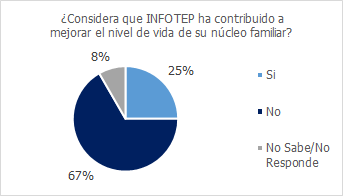 ¿Considera que INFOTEP ha contribuido a
mejorar el nivel de vida de su núcleo familiar?
8%
25%
67%
Si
No
No Sabe/No
Responde